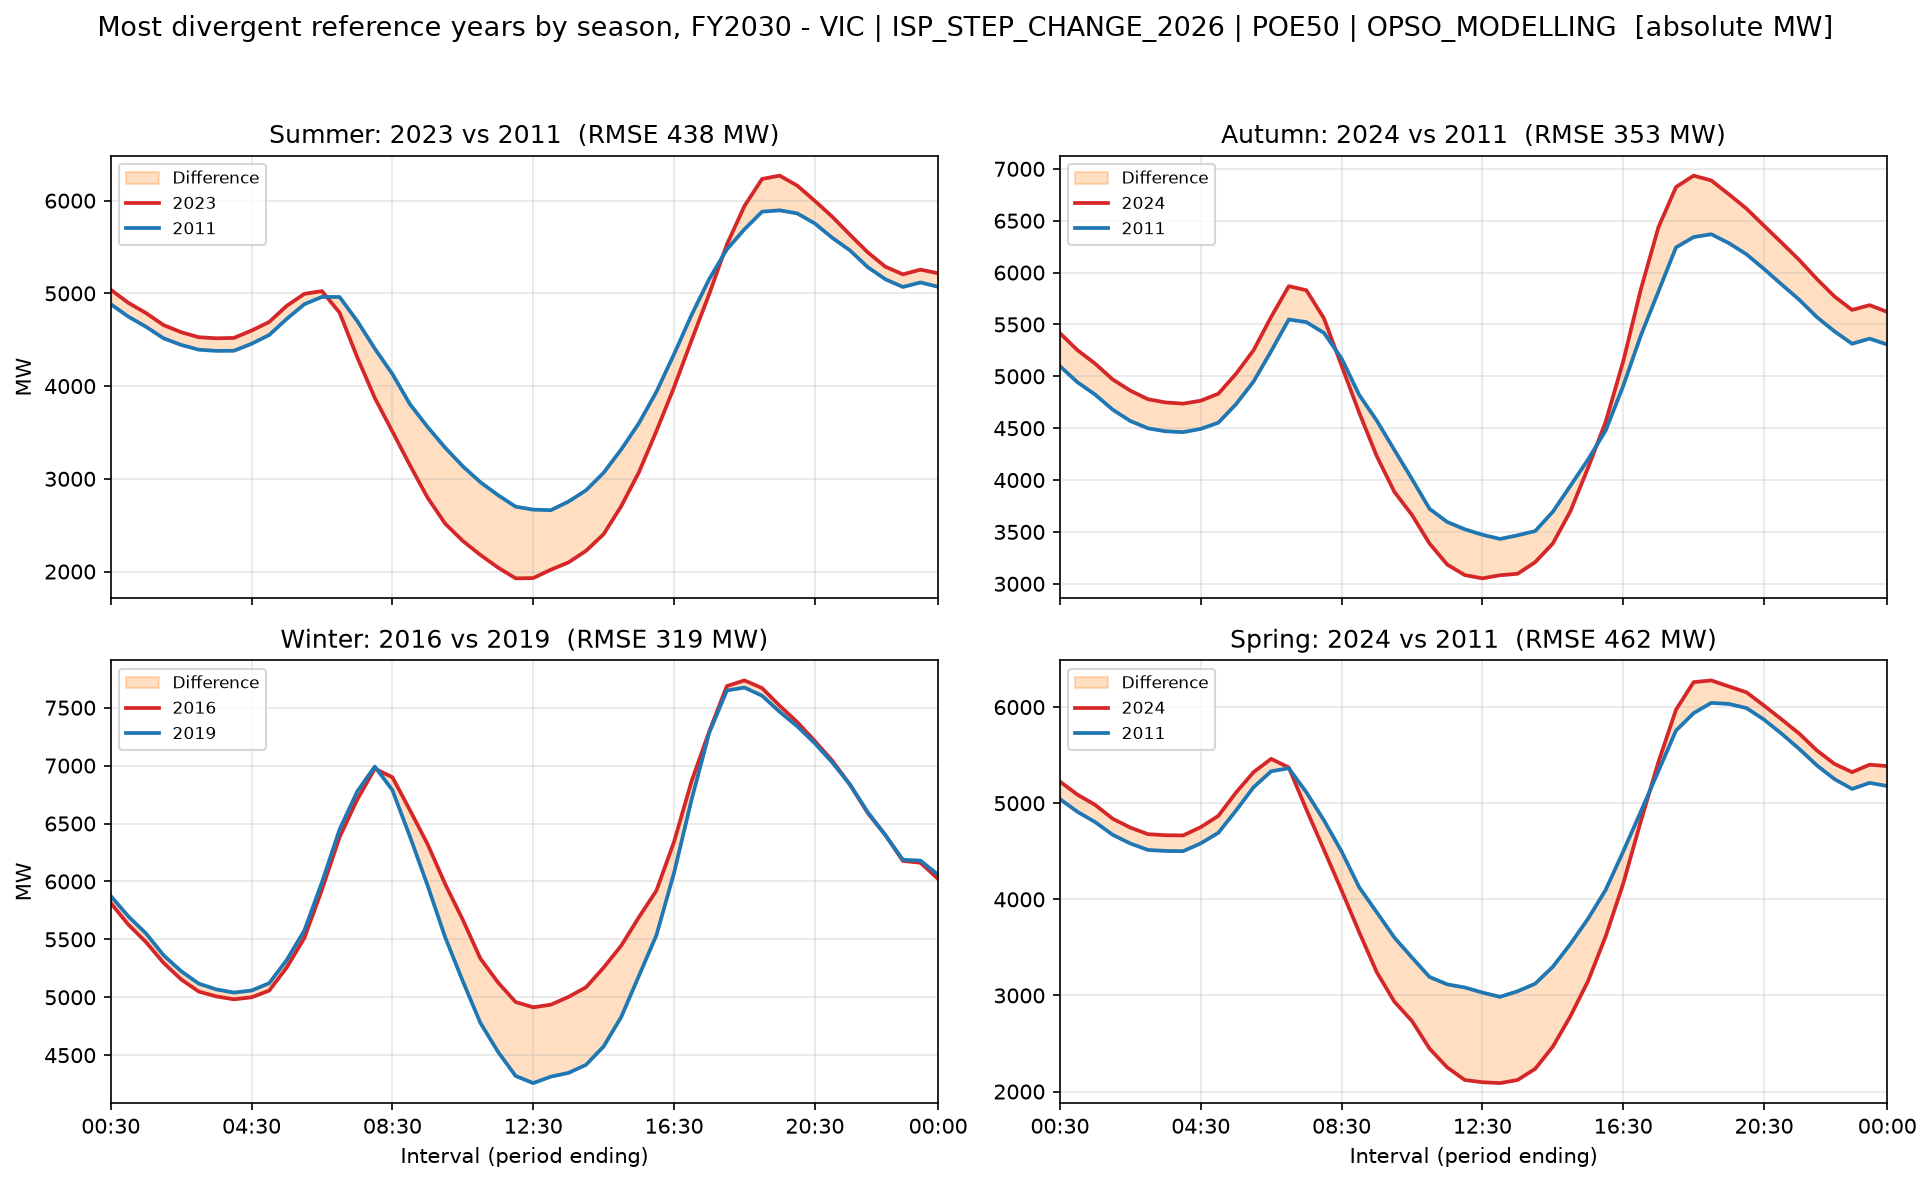 Most divergent reference years by season, FY2030 - VIC | ISP_STEP_CHANGE_2026 | POE50 | OPSO_MODELLING  [absolute MW]
Summer: 2023 vs 2011  (RMSE 438 MW)
Difference
2023
2011
6000
5000
4000
3000
2000
MW
Autumn: 2024 vs 2011  (RMSE 353 MW)
Difference
2024
2011
7000
6500
6000
5500
5000
4500
4000
3500
3000
Winter: 2016 vs 2019  (RMSE 319 MW)
Difference
2016
2019
7500
7000
6500
6000
5500
5000
4500
MW
00:30 04:30 08:30 12:30 16:30 20:30 00:00
Interval (period ending)
Spring: 2024 vs 2011  (RMSE 462 MW)
Difference
2024
2011
6000
5000
4000
3000
2000
00:30 04:30 08:30 12:30 16:30 20:30 00:00
Interval (period ending)